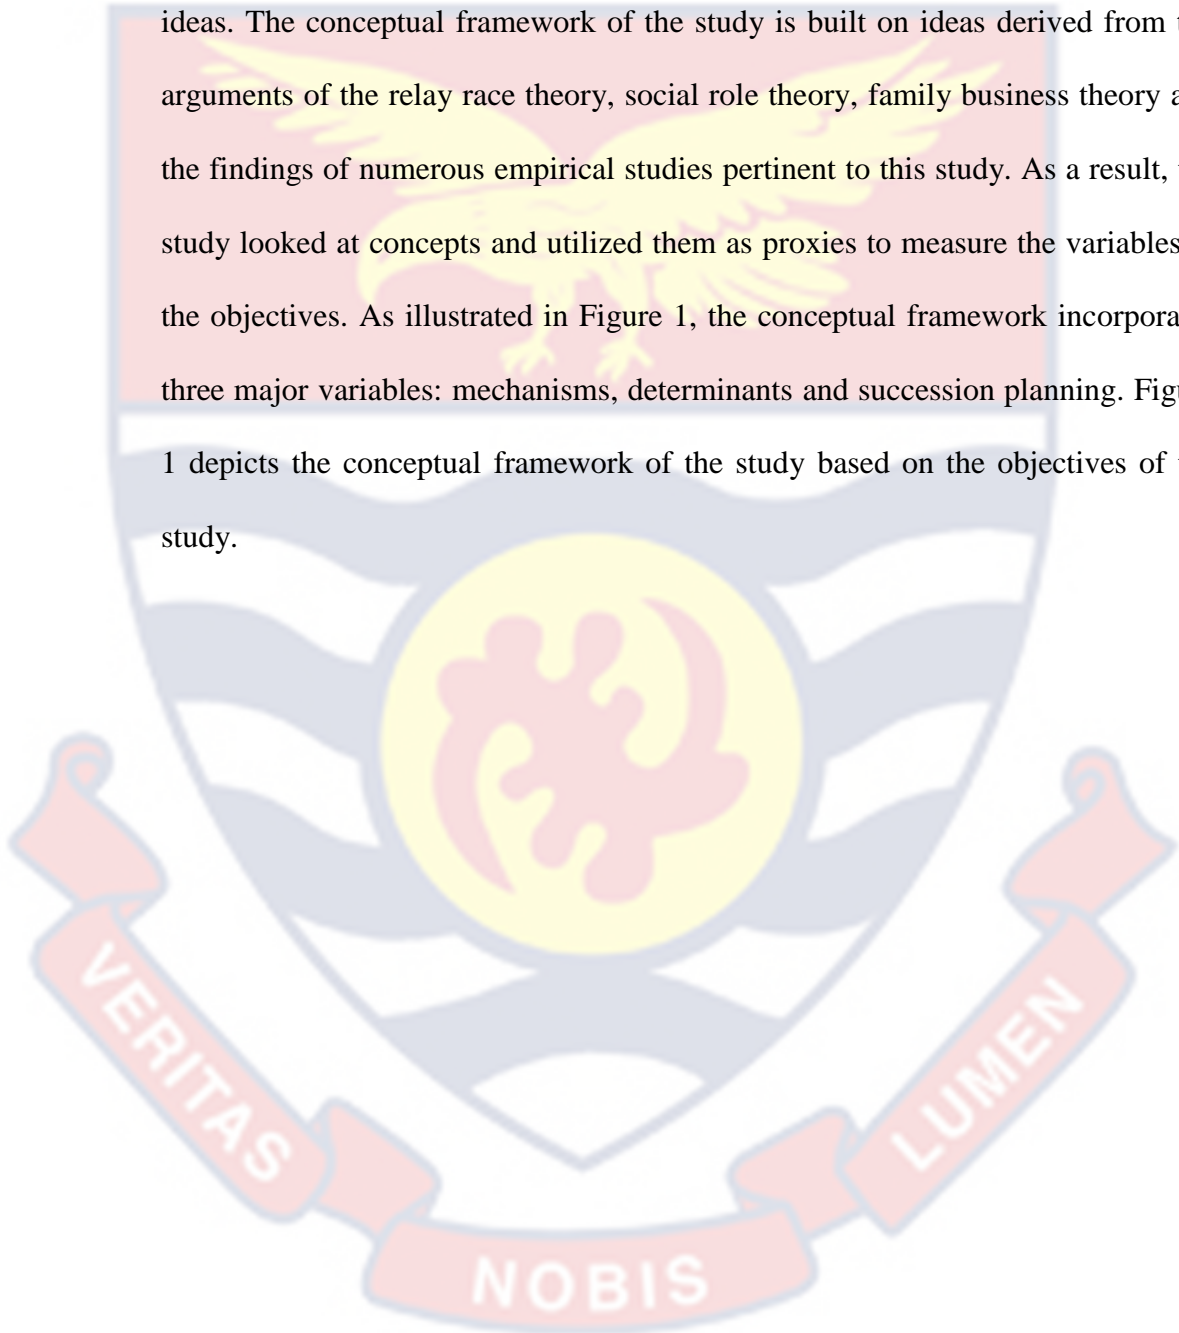 ideas. The conceptual framework of the study is built on ideas derived from t
arguments of the relay race theory, social role theory, family business theory a
the findings of numerous empirical studies pertinent to this study. As a result, t
study looked at concepts and utilized them as proxies to measure the variables
the objectives. As illustrated in Figure 1, the conceptual framework incorpora
three major variables: mechanisms, determinants and succession planning. Figu
1 depicts the conceptual framework of the study based on the objectives of t
study.
VERITAS
NOBIS
LUMEN